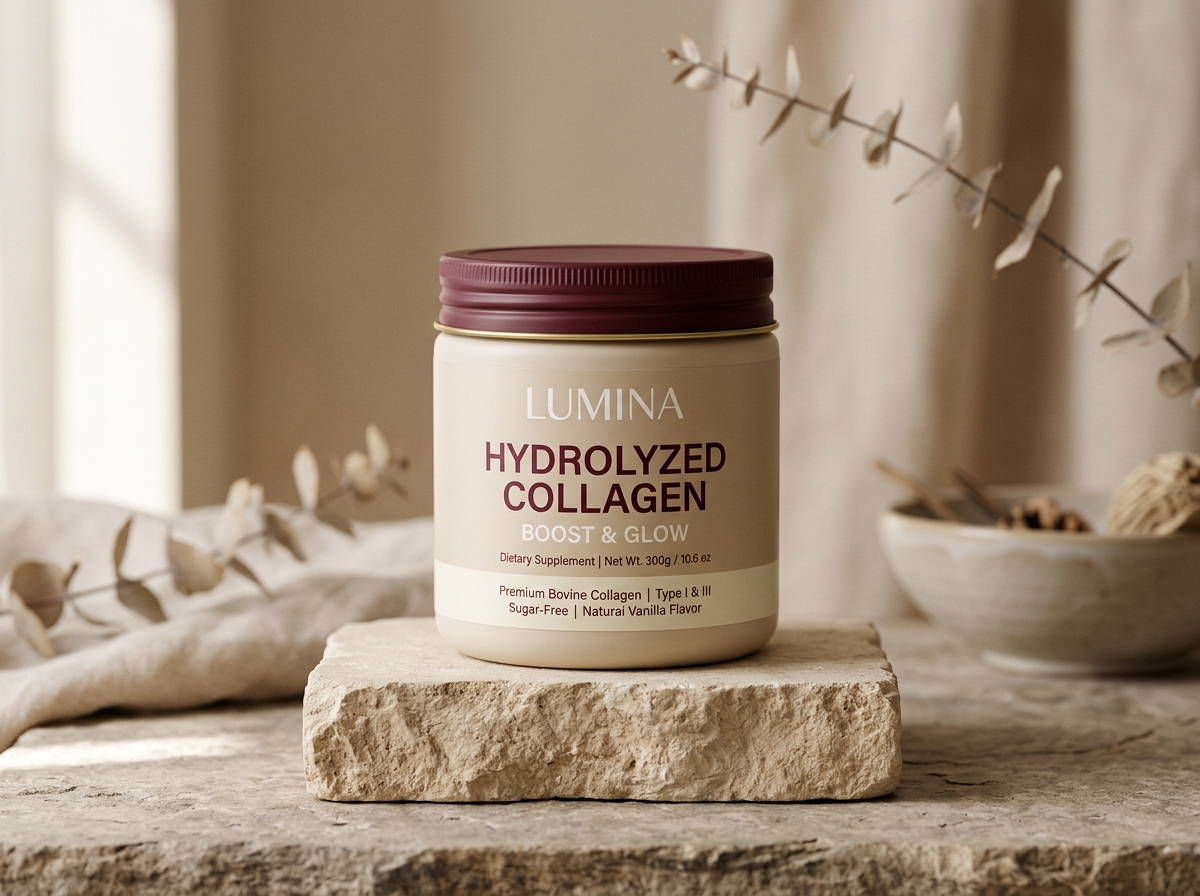 LUMINA
HYDROLYZED
COLLAGEN
BOOST & GLOW
Dietary Supplement | Net Wt. 300g / 10.6 oz
Premium Bovine Collagen | Type I & III
Sugar-Free | Natural Vanilla Flavor